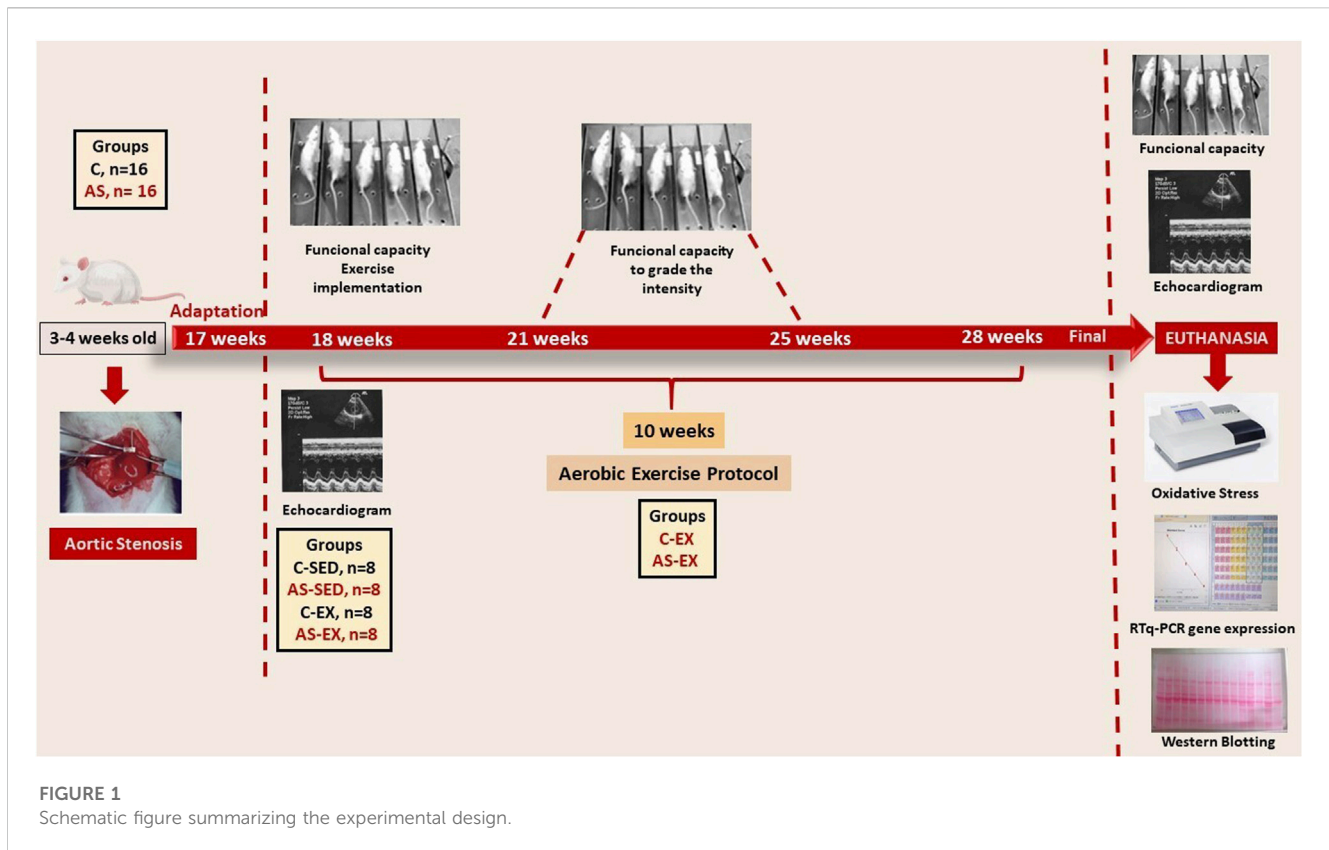 Groups
C, n=16
AS, n= 16
Funcional capacity
Exercise
implementation
Funcional capacity
to grade the
intensity
Funcional capacity
Echocardiogram
Adaptation
3-4 weeks old
17 weeks
18 weeks
21 weeks
25 weeks
28 weeks
Final
EUTHANASIA
Aortic Stenosis
Echocardiogram
Groups
C-SED, n=8
AS-SED, n=8
C-EX, n=8
AS-EX, n=8
10 weeks
Aerobic Exercise Protocol
Groups
C-EX
AS-EX
Oxidative Stress
RTq-PCR gene expression
Western Blotting
FIGURE 1
Schematic figure summarizing the experimental design.